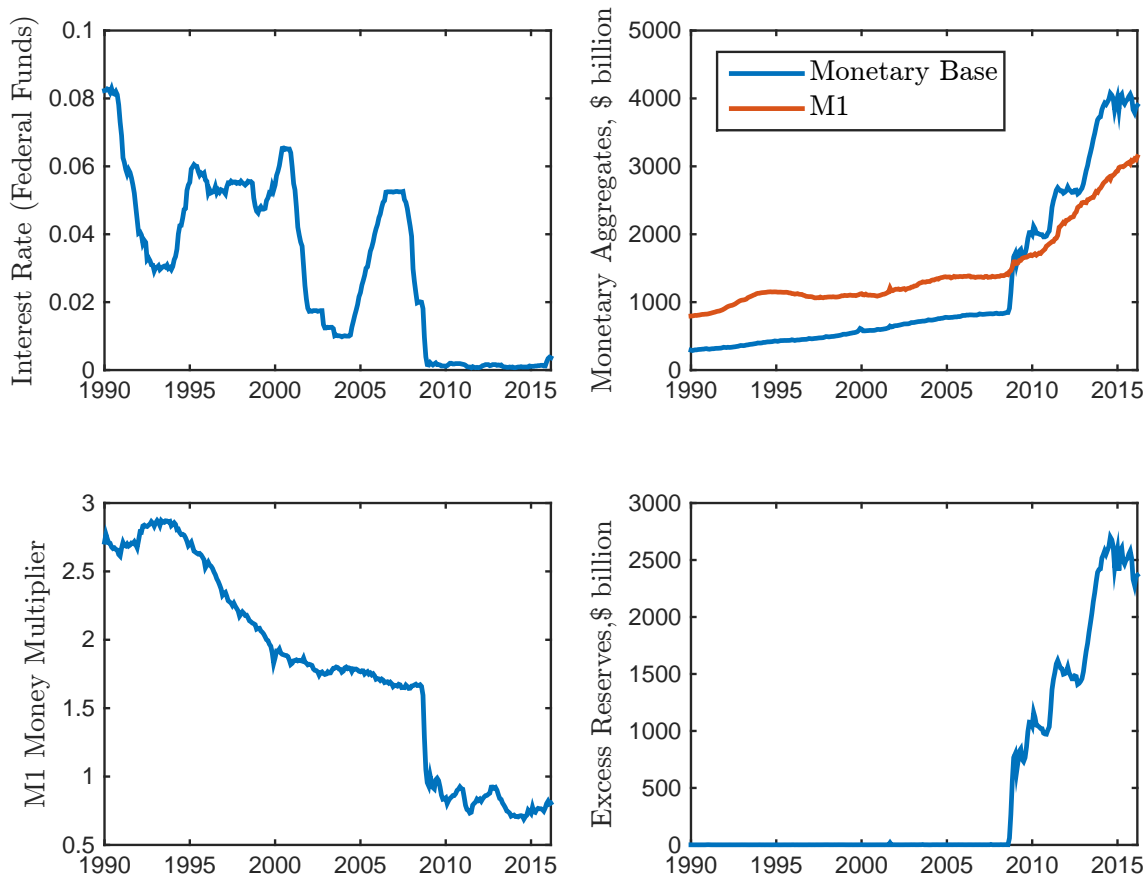 Interest Rate (Federal Funds)
0.1
0.08
0.06
0.04
0.02
0
1990 1995 2000 2005 2010 2015
Monetary Aggregates, $ billion
5000
4000
3000
2000
1000
0
Monetary Base
M1
1990 1995 2000 2005 2010 2015
M1 Money Multiplier
3
2.5
2
1.5
1
0.5
1990 1995 2000 2005 2010 2015
Excess Reserves,$ billion
3000
2500
2000
1500
1000
500
0
1990 1995 2000 2005 2010 2015